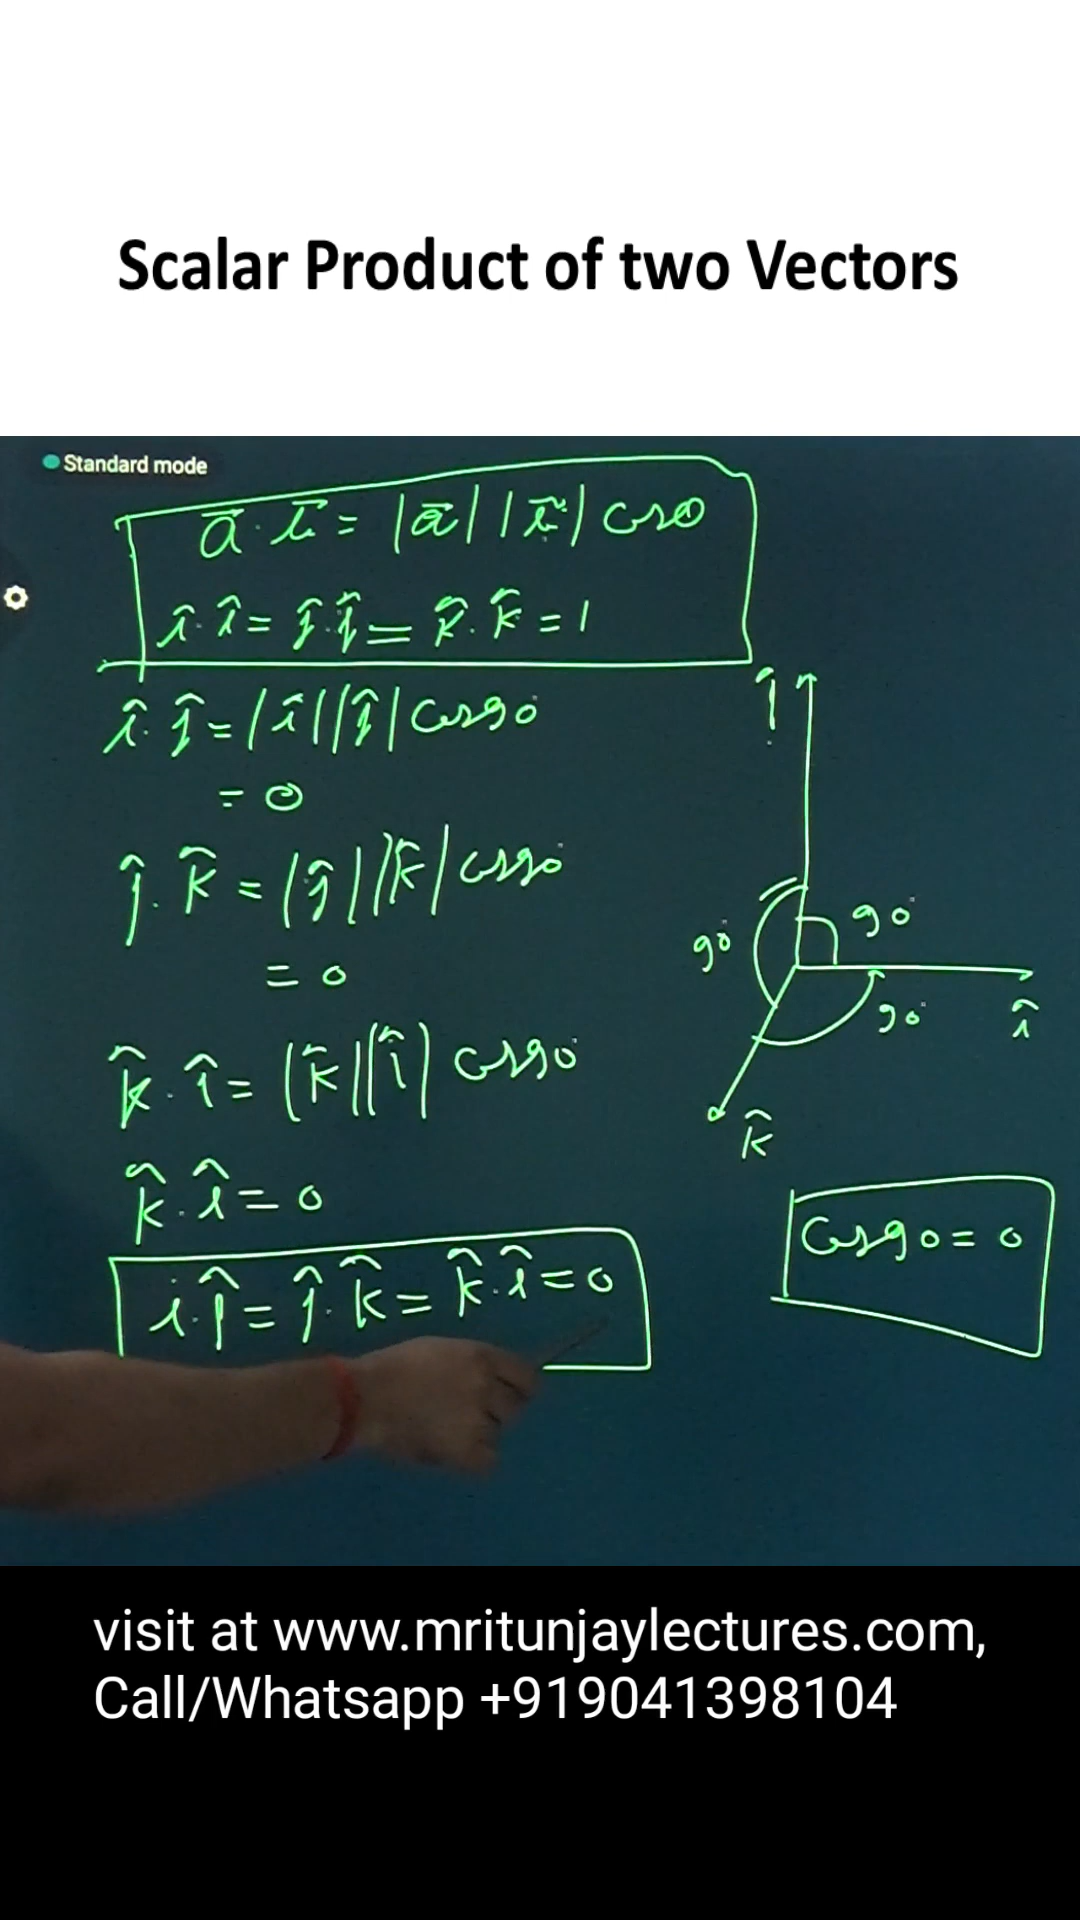 Scalar Product of two Vectors
Standard mode
a⃗ · b⃗ = |a⃗| |b⃗| cosθ
î · î = ĵ · ĵ = k̂ · k̂ = 1
î · ĵ = |î| |ĵ| cos90°
= 0
ĵ · k̂ = |ĵ| |k̂| cos90°
= 0
k̂ · î = |k̂| |î| cos90°
k̂ · î = 0
i · ĵ = ĵ · k̂ = k̂ · î = 0
ĵ
90°
90°
90°
î
k̂
cos90 = 0
visit at www.mritunjaylectures.com,
Call/Whatsapp +919041398104